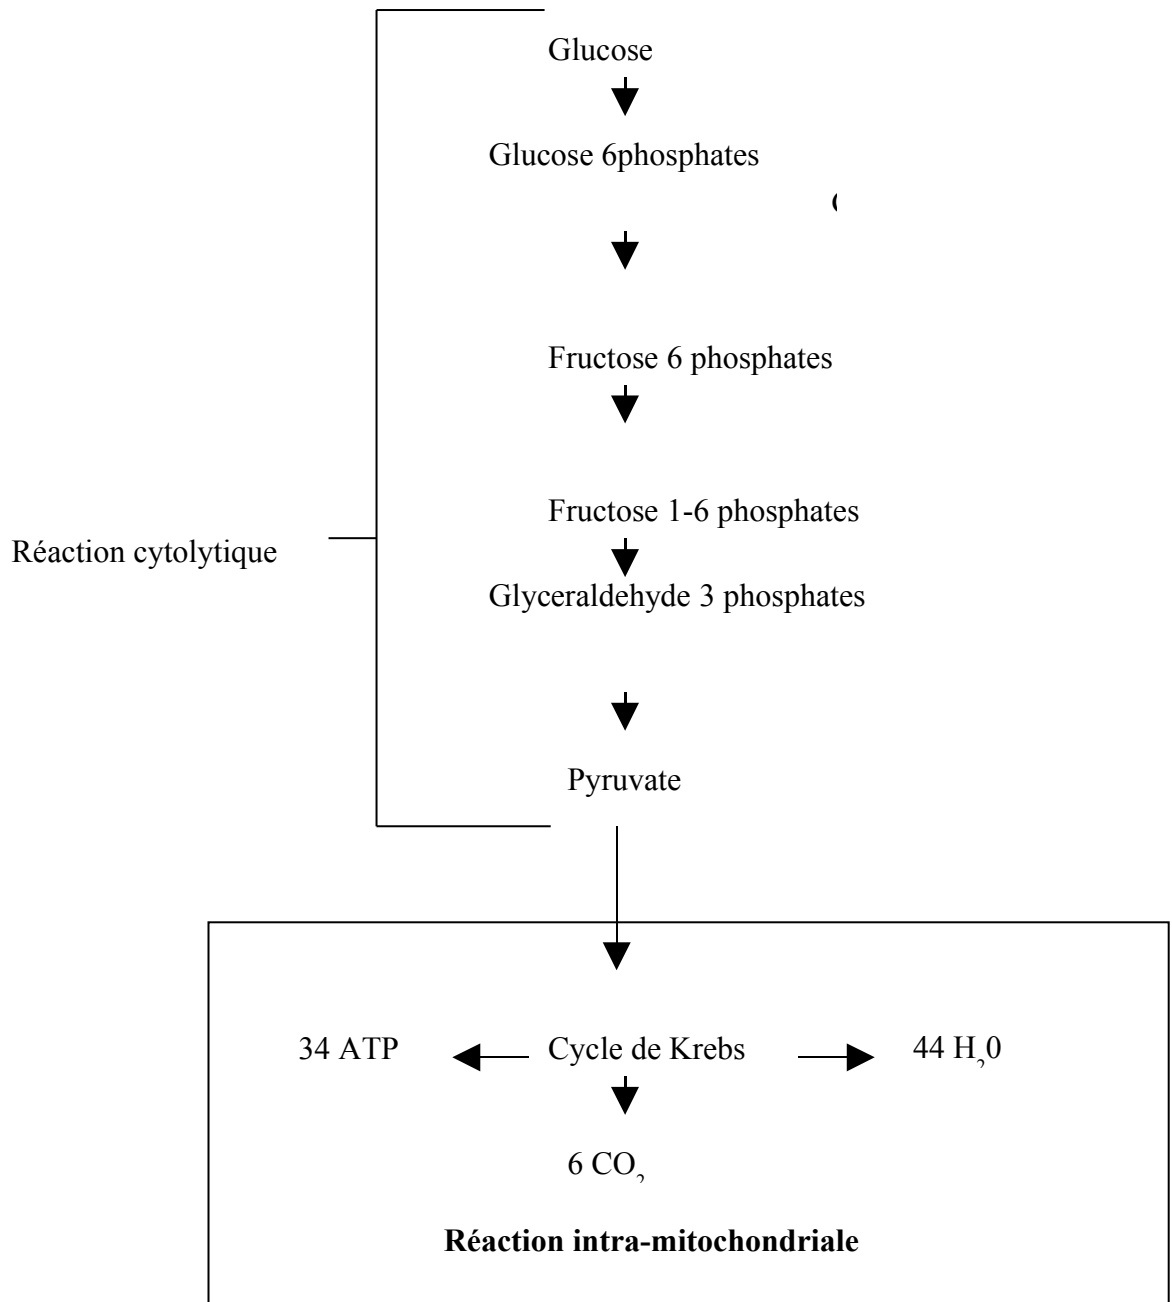 Glucose
Glucose 6phosphates
Fructose 6 phosphates
Fructose 1-6 phosphates
Réaction cytolytique
Glyceraldehyde 3 phosphates
Pyruvate
34 ATP
Cycle de Krebs
44 H₂0
6 CO₂
Réaction intra-mitochondriale